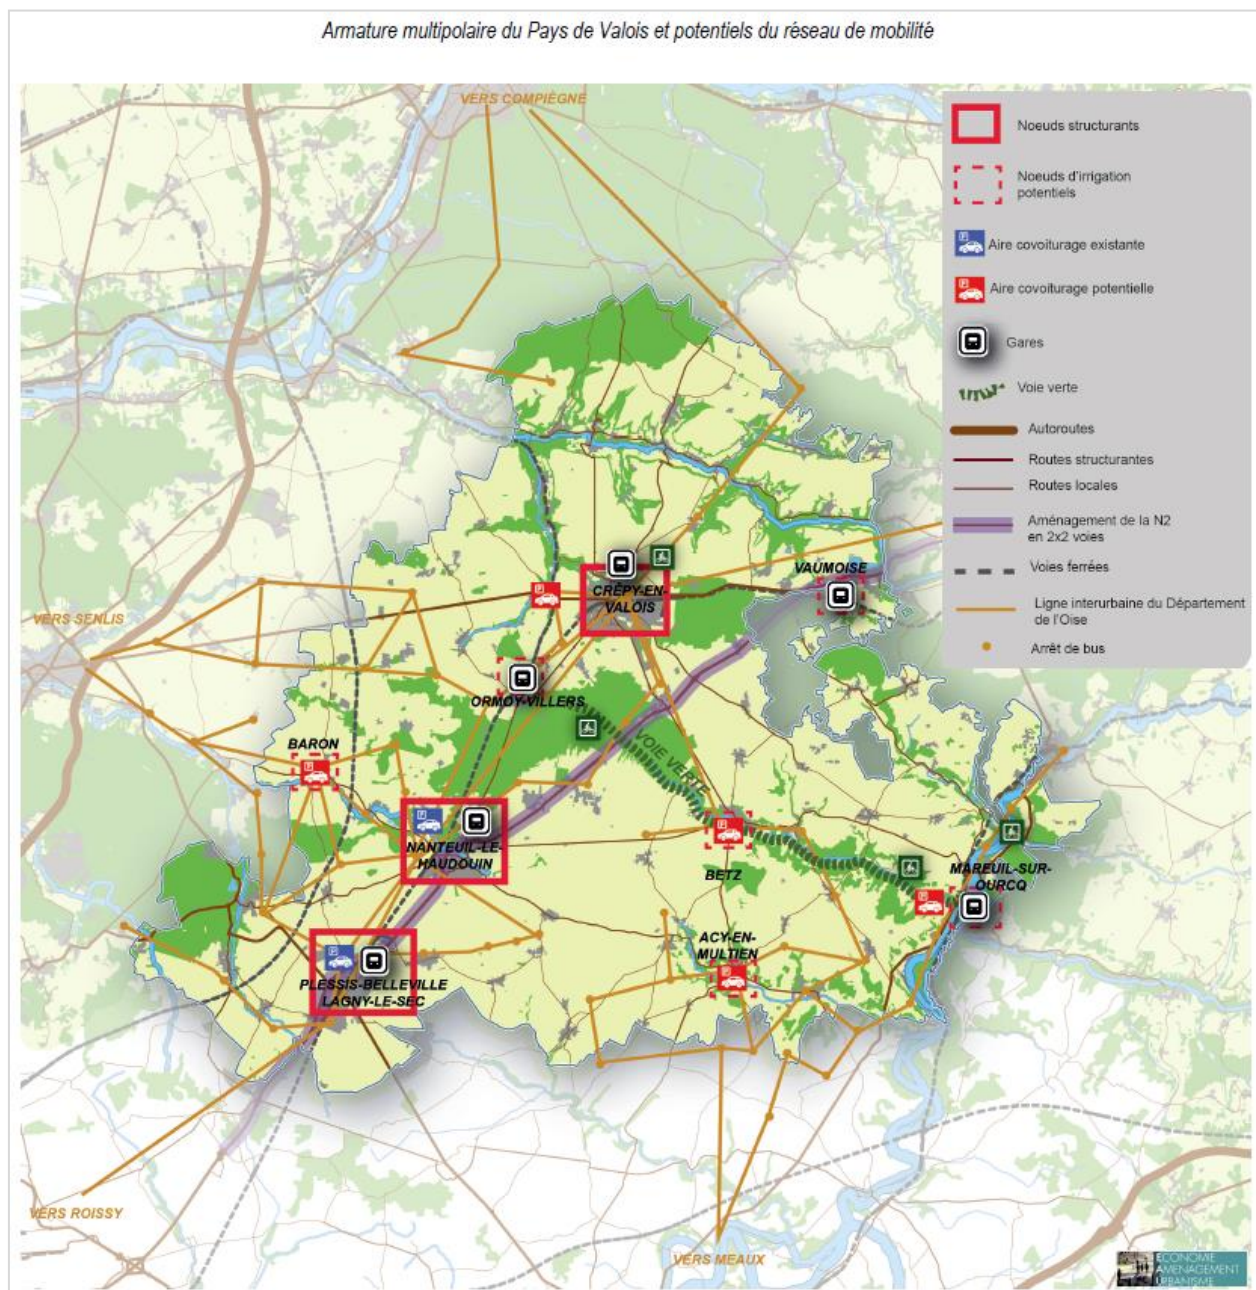 Armature multipolaire du Pays de Valois et potentiels du réseau de mobilité
VERS COMPIÈGNE
Noeuds structurants
Noeuds d'irrigation
potentiels
Aire covoiturage existante
Aire covoiturage potentielle
Gares
Voie verte
Autoroutes
Routes structurantes
Routes locales
Aménagement de la N2
en 2x2 voies
Voies ferrées
Ligne interurbaine du Département
de l'Oise
Arrêt de bus
VAUMOISE
CRÊPY-EN-
VALOIS
VERS SENLIS
ORMOY-VILLERS
BARON
VOIE VERTE
NANTEUIL-LE-
HAUDOUIN
BETZ
MAREUIL-SUR-
OURCQ
ACY-EN-
MULTIEN
PLESSIS-BELLEVILLE
LAGNY-LE-SEC
VERS ROISSY
VERS MEAUX
ECONOMIE
AMENAGEMENT
URBANISME